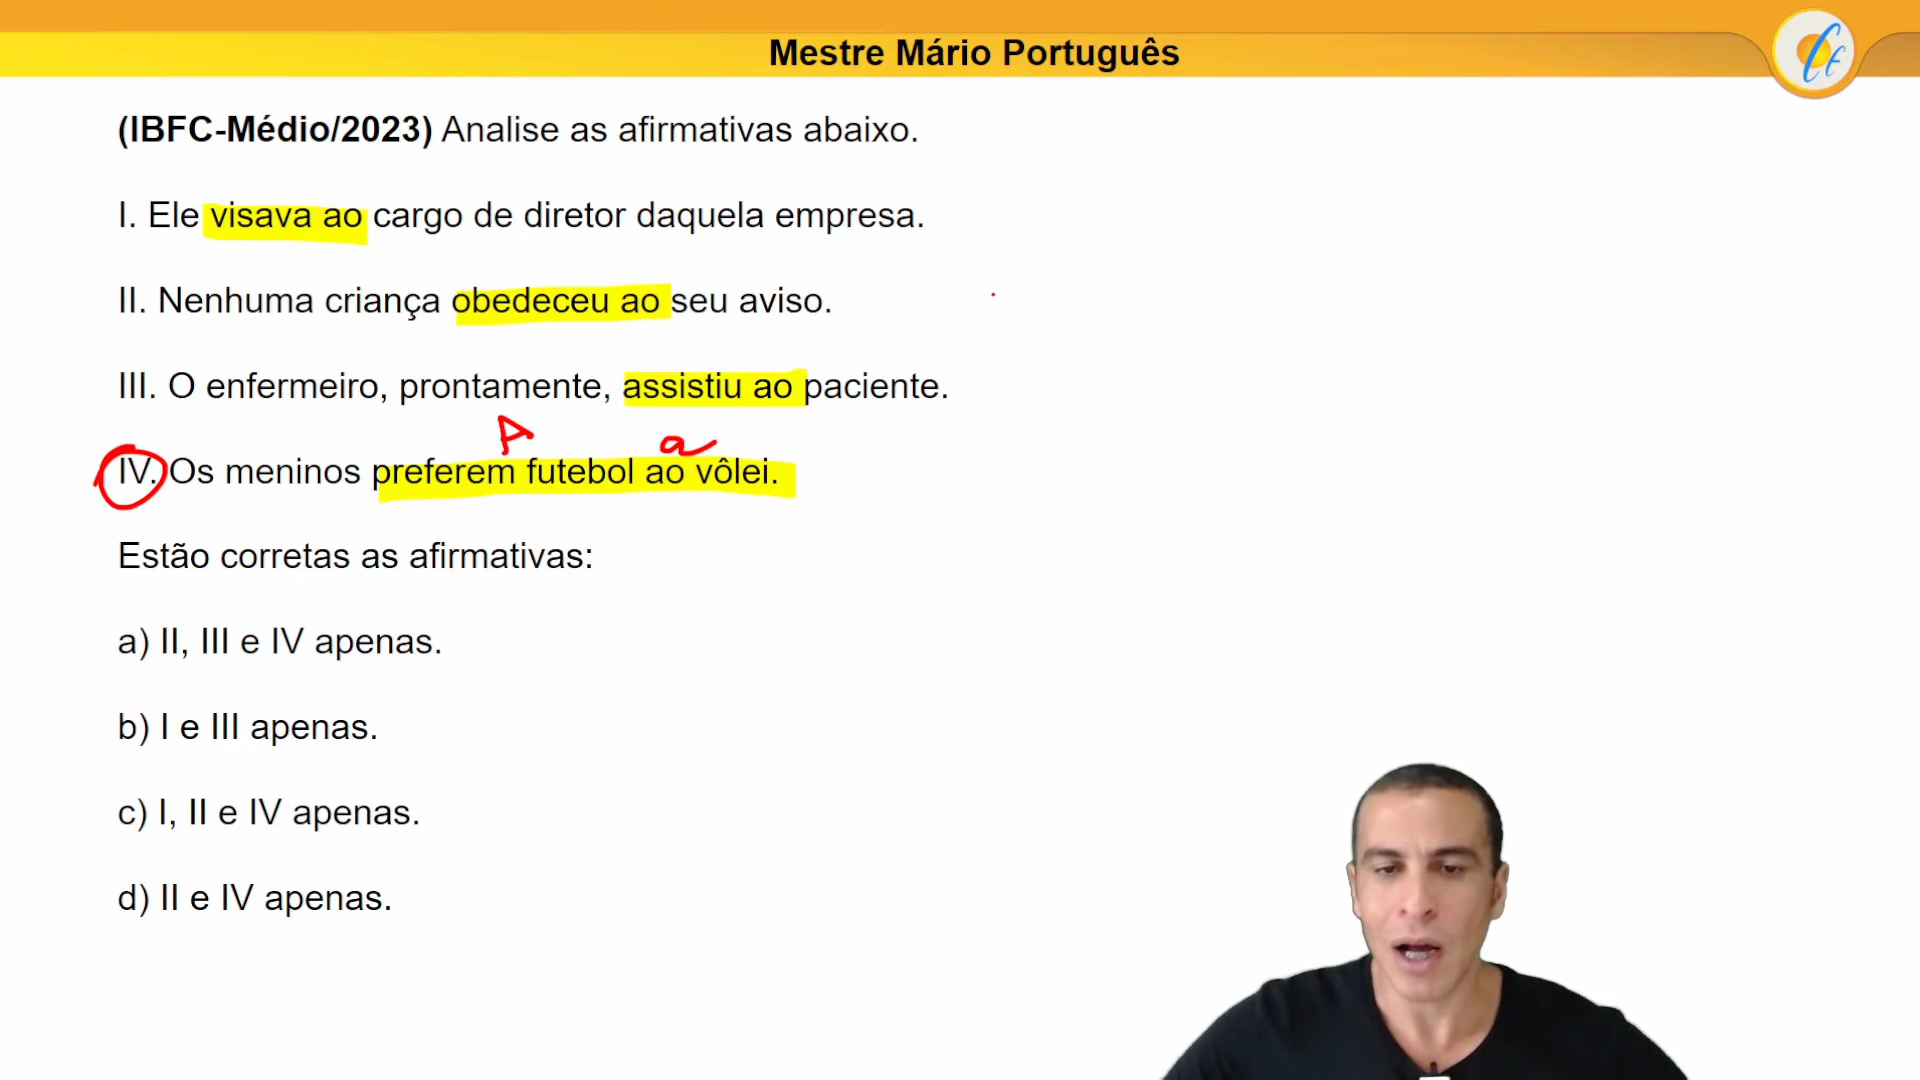 Mestre Mário Português
(IBFC-Médio/2023) Analise as afirmativas abaixo.
I. Ele visava ao cargo de diretor daquela empresa.
II. Nenhuma criança obedeceu ao seu aviso.
III. O enfermeiro, prontamente, assistiu ao paciente.
A a
IV. Os meninos preferem futebol ao vôlei.
Estão corretas as afirmativas:
a) II, III e IV apenas.
b) I e III apenas.
c) I, II e IV apenas.
d) II e IV apenas.